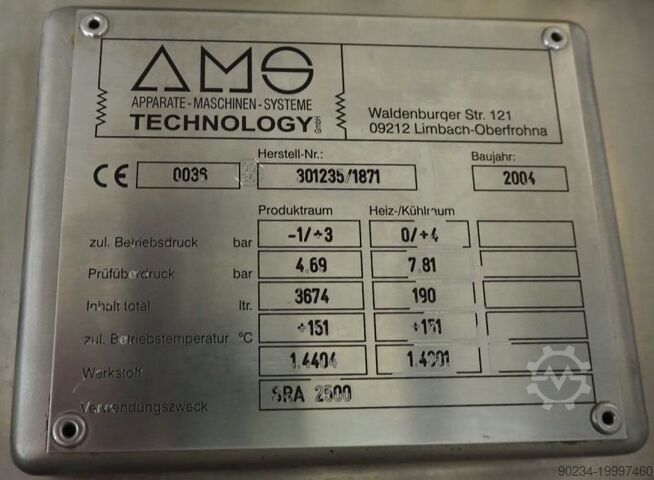 AMS
APPARATE - MASCHINEN - SYSTEME
TECHNOLOGY GmbH
Waldenburger Str. 121
09212 Limbach-Oberfrohna
Herstell-Nr.: Baujahr:
CE 0036 301235/1871 2004
Produktraum Heiz-/Kühlraum
zul. Betriebsdruck bar -1/+3 0/+4
Prüfüberdruck bar 4.69 7.81
Inhalt total ltr. 3674 190
zul. Betriebstemperatur °C +151 +151
Werkstoff 1.4404 1.4301
Verwendungszweck SRA 2500
90234-19997460